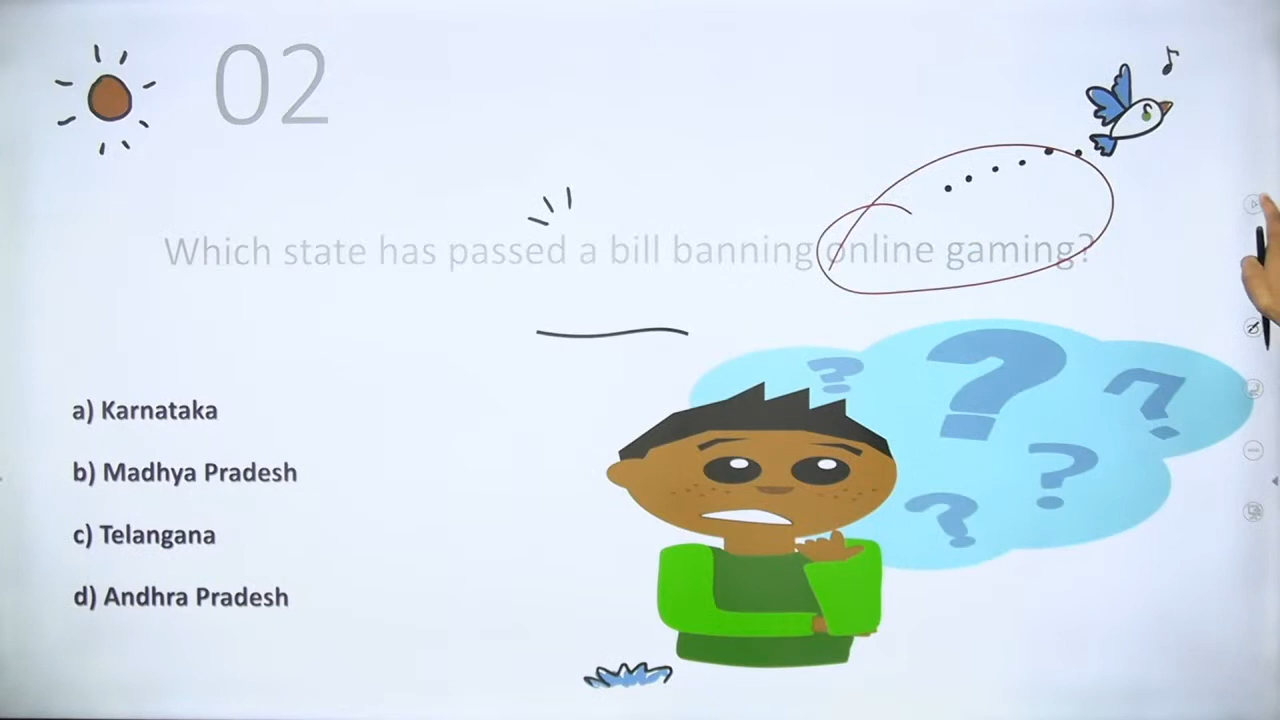 02
Which state has passed a bill banning online gaming?
a) Karnataka
b) Madhya Pradesh
c) Telangana
d) Andhra Pradesh